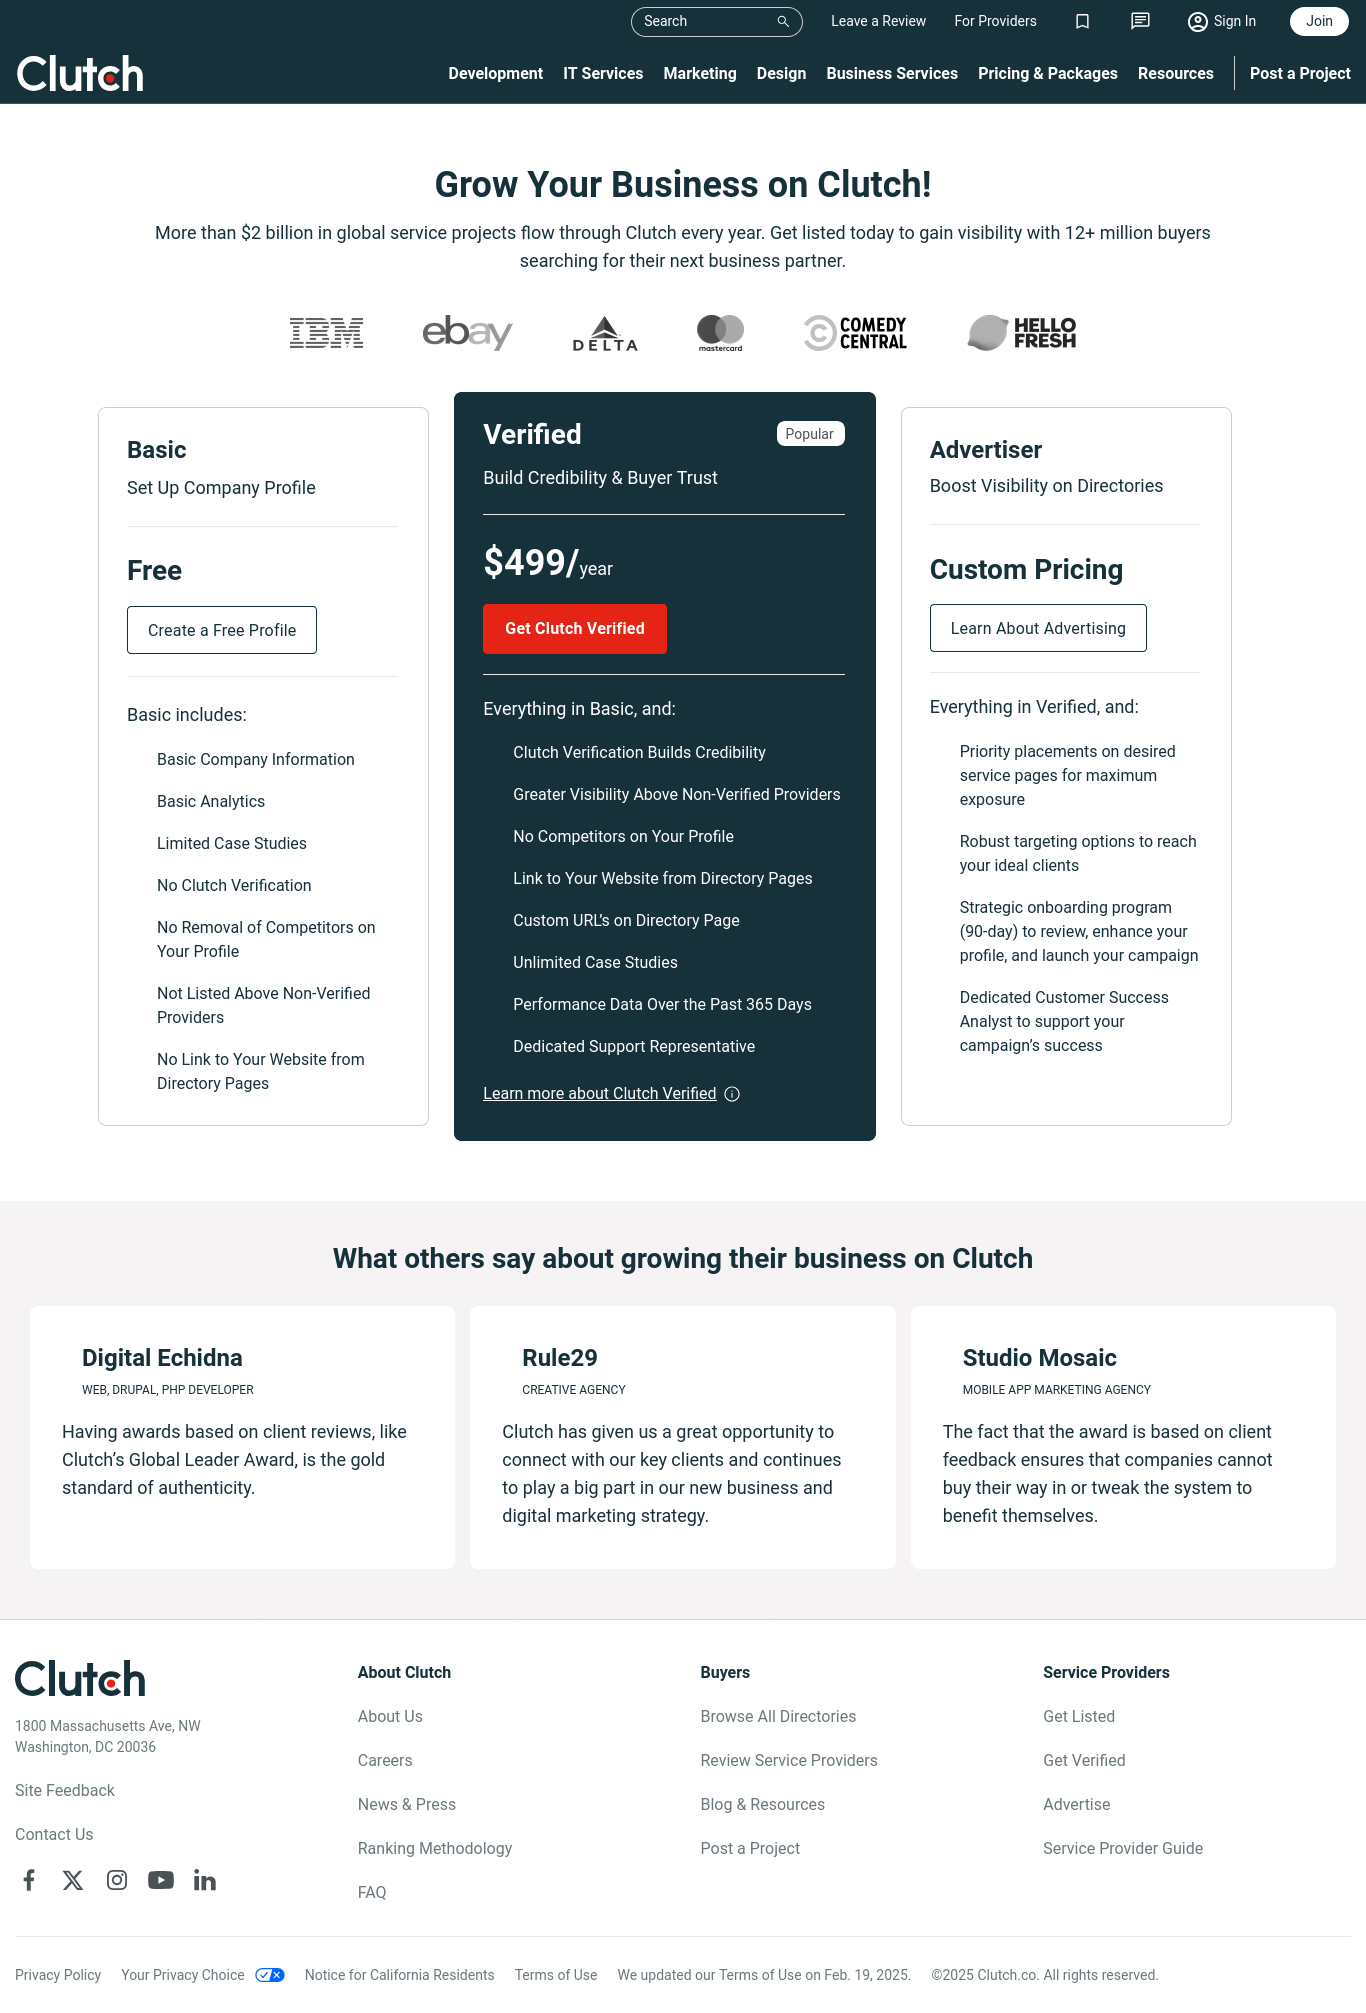 Search
Leave a Review
For Providers
Sign In
Join
Clutch
Development
IT Services
Marketing
Design
Business Services
Pricing & Packages
Resources
Post a Project
Grow Your Business on Clutch!
More than $2 billion in global service projects flow through Clutch every year. Get listed today to gain visibility with 12+ million buyers
searching for their next business partner.
IBM
ebay
DELTA
mastercard
COMEDY
CENTRAL
HELLO
FRESH
Basic
Set Up Company Profile
Free
Create a Free Profile
Basic includes:
Basic Company Information
Basic Analytics
Limited Case Studies
No Clutch Verification
No Removal of Competitors on
Your Profile
Not Listed Above Non-Verified
Providers
No Link to Your Website from
Directory Pages
Verified
Popular
Build Credibility & Buyer Trust
$499/year
Get Clutch Verified
Everything in Basic, and:
Clutch Verification Builds Credibility
Greater Visibility Above Non-Verified Providers
No Competitors on Your Profile
Link to Your Website from Directory Pages
Custom URL’s on Directory Page
Unlimited Case Studies
Performance Data Over the Past 365 Days
Dedicated Support Representative
Learn more about Clutch Verified
Advertiser
Boost Visibility on Directories
Custom Pricing
Learn About Advertising
Everything in Verified, and:
Priority placements on desired
service pages for maximum
exposure
Robust targeting options to reach
your ideal clients
Strategic onboarding program
(90-day) to review, enhance your
profile, and launch your campaign
Dedicated Customer Success
Analyst to support your
campaign’s success
What others say about growing their business on Clutch
Digital Echidna
WEB, DRUPAL, PHP DEVELOPER
Having awards based on client reviews, like
Clutch’s Global Leader Award, is the gold
standard of authenticity.
Rule29
CREATIVE AGENCY
Clutch has given us a great opportunity to
connect with our key clients and continues
to play a big part in our new business and
digital marketing strategy.
Studio Mosaic
MOBILE APP MARKETING AGENCY
The fact that the award is based on client
feedback ensures that companies cannot
buy their way in or tweak the system to
benefit themselves.
Clutch
1800 Massachusetts Ave, NW
Washington, DC 20036
Site Feedback
Contact Us
About Clutch
About Us
Careers
News & Press
Ranking Methodology
FAQ
Buyers
Browse All Directories
Review Service Providers
Blog & Resources
Post a Project
Service Providers
Get Listed
Get Verified
Advertise
Service Provider Guide
Privacy Policy
Your Privacy Choice
Notice for California Residents
Terms of Use
We updated our Terms of Use on Feb. 19, 2025.
©2025 Clutch.co. All rights reserved.